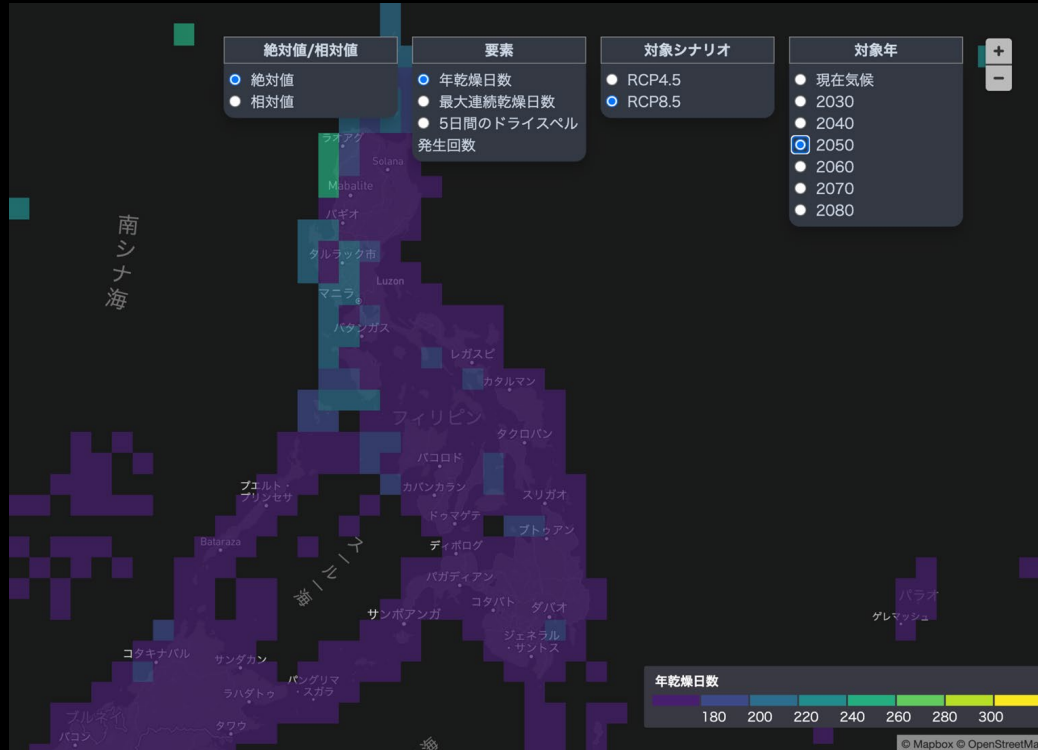 絶対値/相対値
絶対値
相対値
要素
年乾燥日数
最大連続乾燥日数
5日間のドライスペル
発生回数
対象シナリオ
RCP4.5
RCP8.5
対象年
現在気候
2030
2040
2050
2060
2070
2080
+
−
ラオアグ
Solana
Mabalite
バギオ
南シナ海
タルラック市
Luzon
マニラ
バタンガス
レガスピ
カタルマン
フィリピン
タクロバン
バコロド
カバンカラン
プエルト・
プリンセサ
スリガオ
ドゥマゲテ
ブトゥアン
Bataraza
スールー海
ディポログ
パガディアン
コタバト
ダバオ
サンボアンガ
パラオ
ゲレマッシュ
ジェネラル
・サントス
コタキナバル
サンダカン
パングリマ
・スガラ
ラハダトゥ
ブルネイ
タワウ
バコン
年乾燥日数
180 200 220 240 260 280 300
© Mapbox © OpenStreetMa